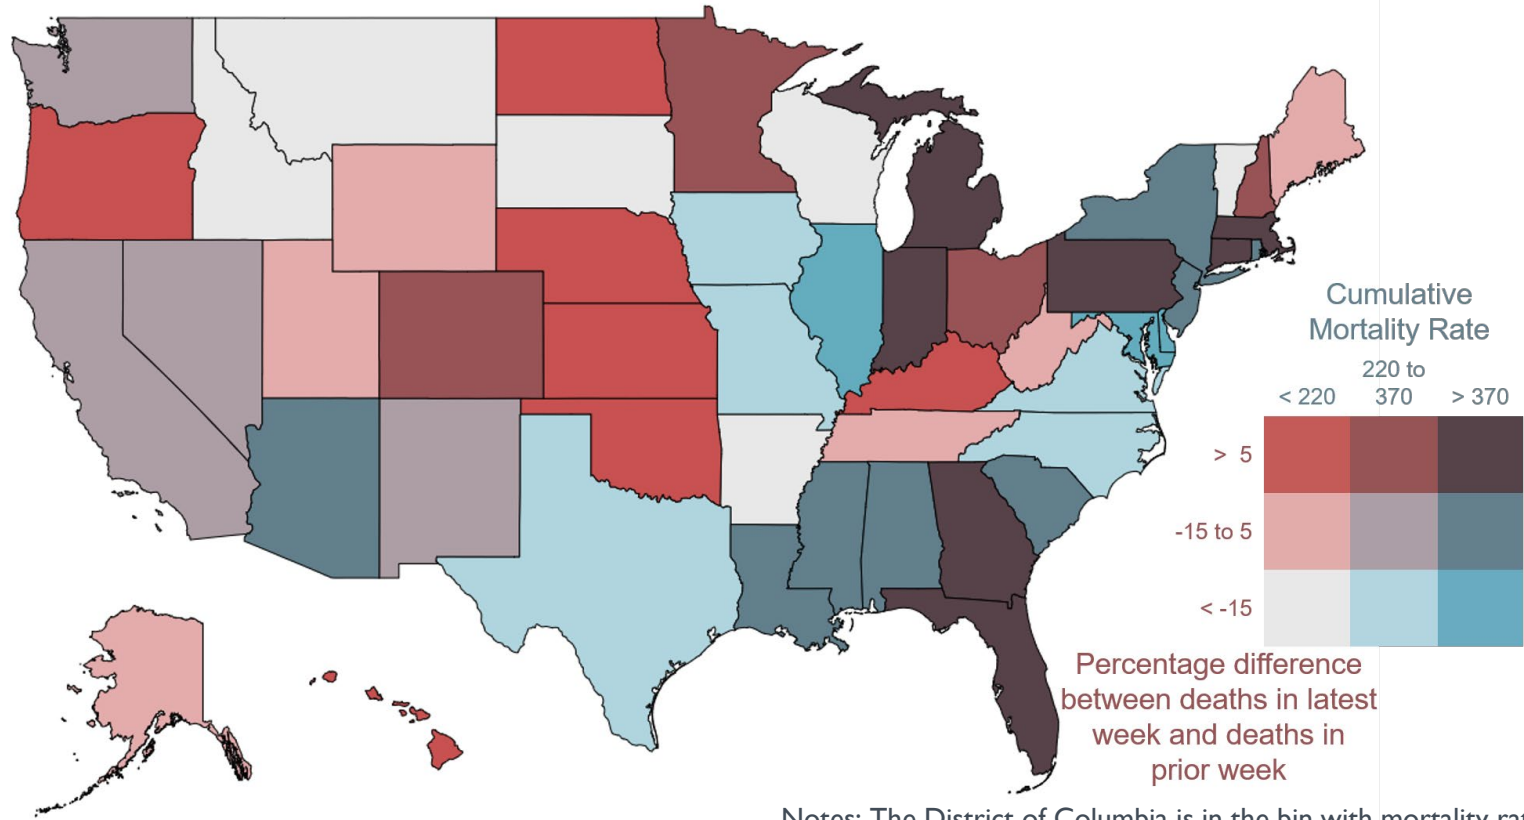 Cumulative
Mortality Rate
220 to
< 220 370 > 370
> 5
-15 to 5
< -15
Percentage difference
between deaths in latest
week and deaths in
prior week
Notes: The District of Columbia is in the bin with mortality rat